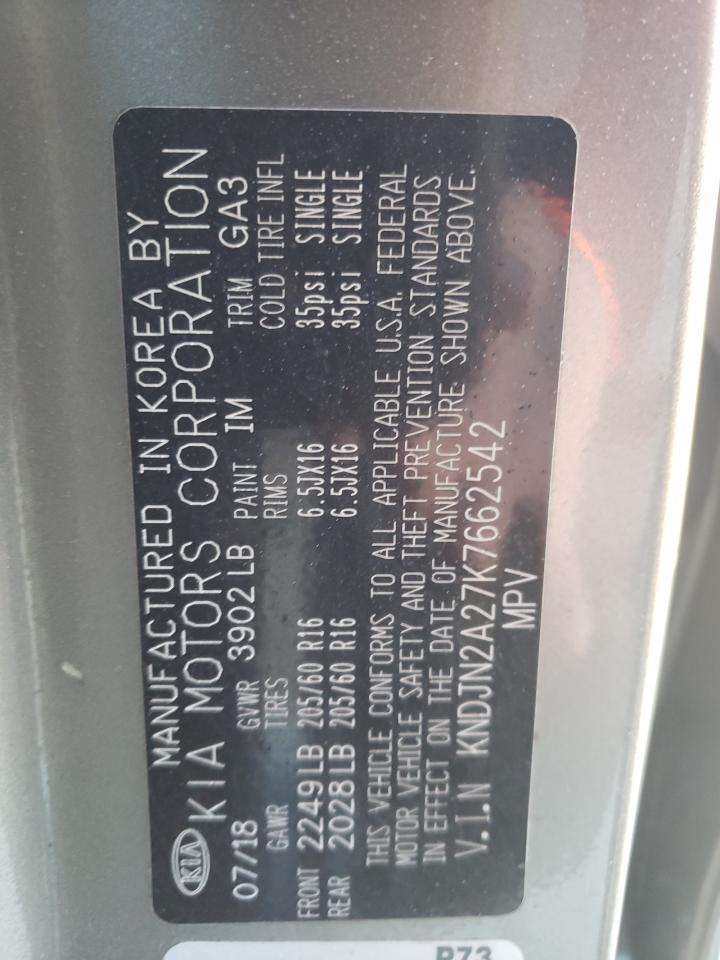 MANUFACTURED IN KOREA BY
KIA KIA MOTORS CORPORATION
07/18 GVWR 3902 LB PAINT IM TRIM GA3
GAWR TIRES RIMS COLD TIRE INFL
FRONT 2249LB 205/60 R16 6.5JX16 35psi SINGLE
REAR 2028LB 205/60 R16 6.5JX16 35psi SINGLE
THIS VEHICLE CONFORMS TO ALL APPLICABLE U.S.A. FEDERAL
MOTOR VEHICLE SAFETY AND THEFT PREVENTION STANDARDS
IN EFFECT ON THE DATE OF MANUFACTURE SHOWN ABOVE.
V.I.N KNDJN2A27K7662542
MPV